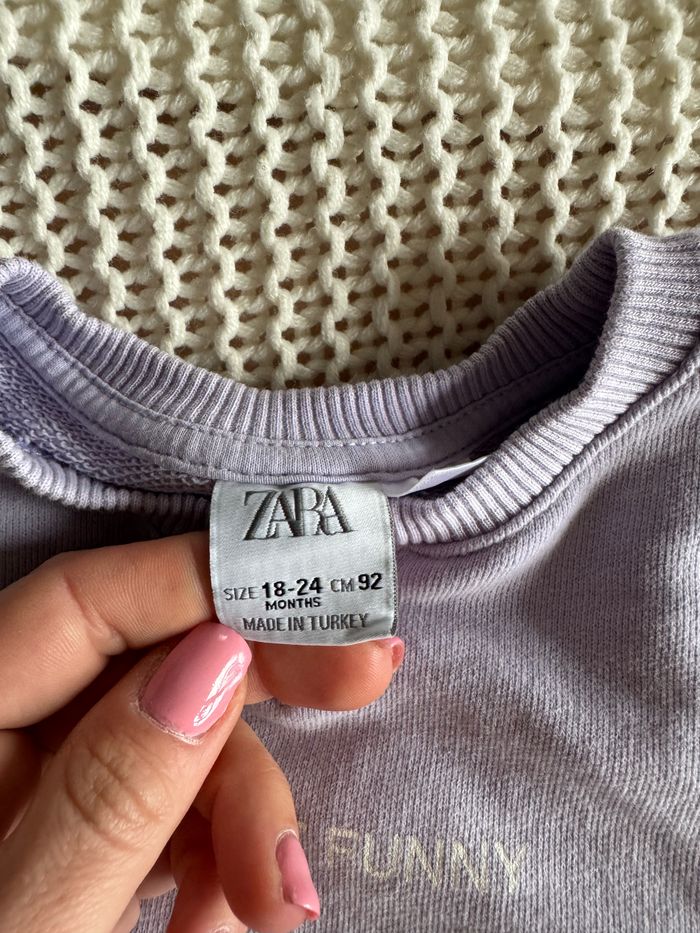 ZARA
SIZE 18-24 CM 92
MONTHS
MADE IN TURKEY
FUNNY